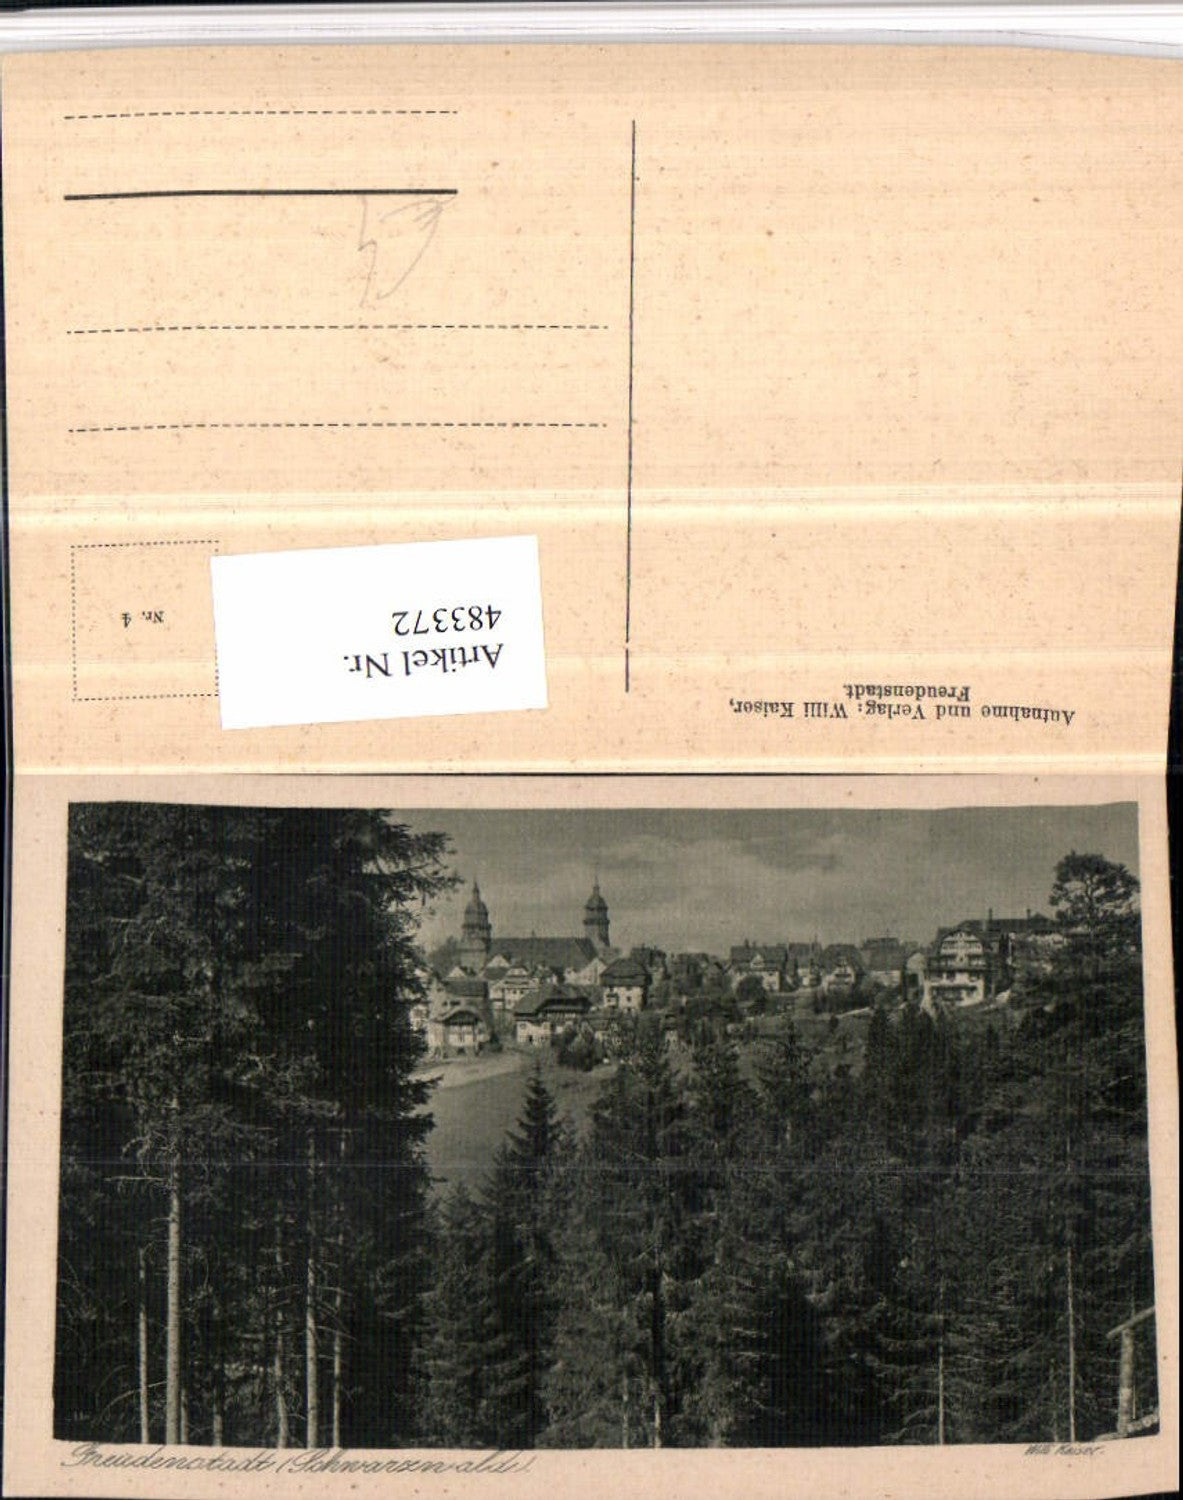 Nr. 4
Artikel Nr.
483372
Aufnahme und Verlag: Willi Kaiser,
Freudenstadt.
Freudenstadt (Schwarzwald).
Willi Kaiser.